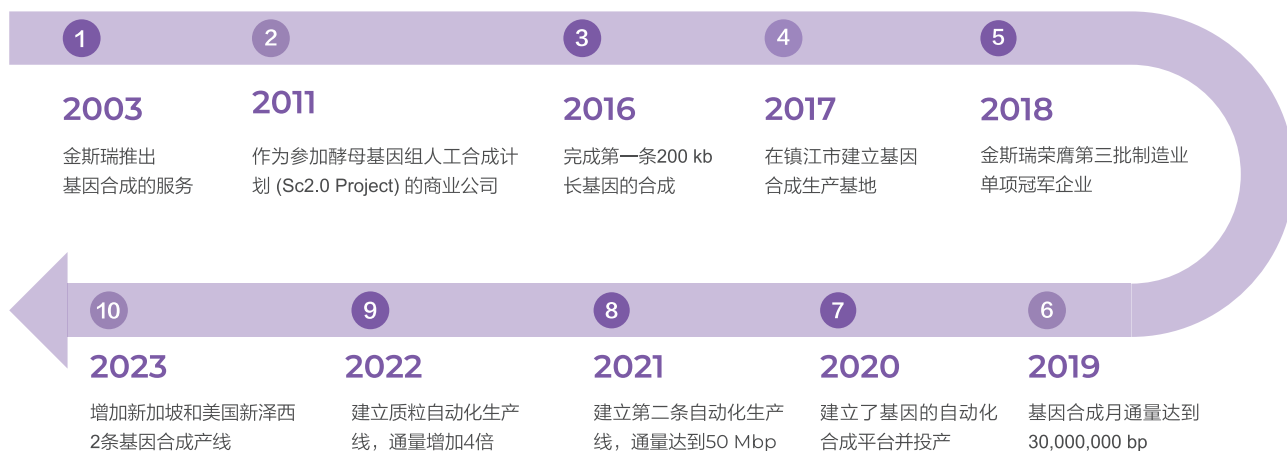 1
2003
金斯瑞推出
基因合成的服务
2
2011
作为参加酵母基因组人工合成计
划 (Sc2.0 Project) 的商业公司
3
2016
完成第一条200 kb
长基因的合成
4
2017
在镇江市建立基因
合成生产基地
5
2018
金斯瑞荣膺第三批制造业
单项冠军企业
6
2019
基因合成月通量达到
30,000,000 bp
7
2020
建立了基因的自动化
合成平台并投产
8
2021
建立第二条自动化生产
线，通量达到50 Mbp
9
2022
建立质粒自动化生产
线，通量增加4倍
10
2023
增加新加坡和美国新泽西
2条基因合成产线